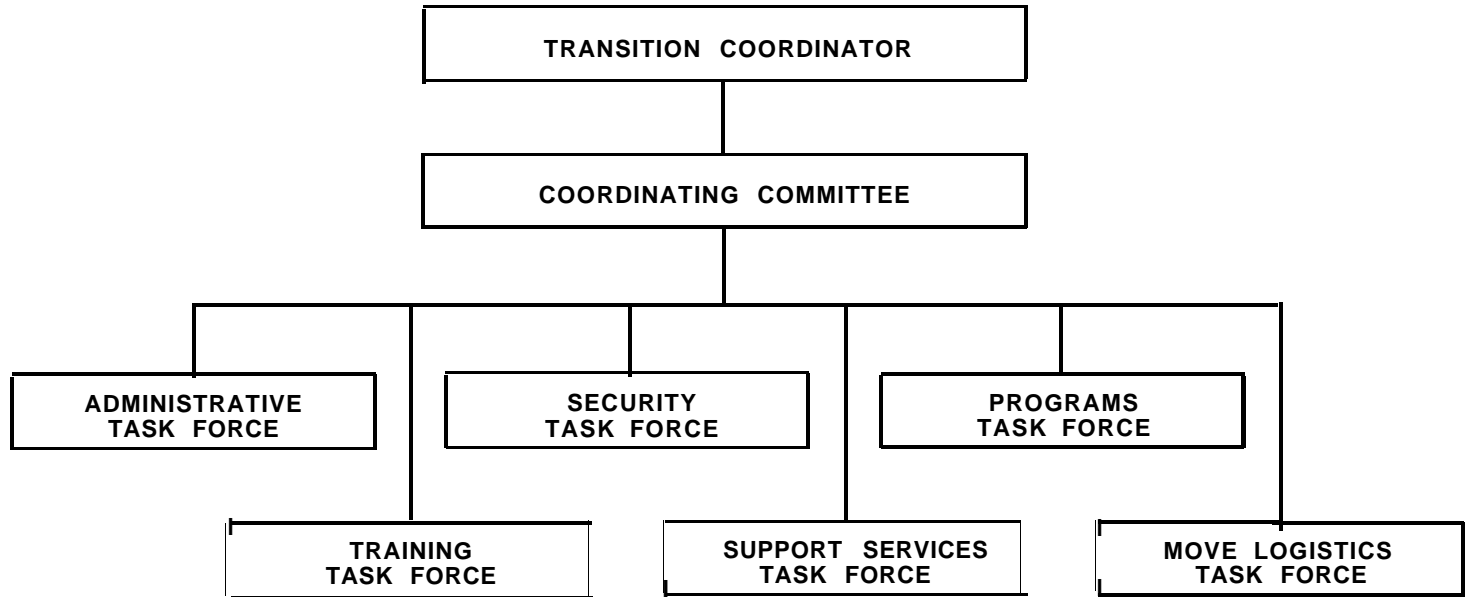 TRANSITION COORDINATOR
COORDINATING COMMITTEE
ADMINISTRATIVE
TASK FORCE
SECURITY
TASK FORCE
PROGRAMS
TASK FORCE
TRAINING
TASK FORCE
SUPPORT SERVICES
TASK FORCE
MOVE LOGISTICS
TASK FORCE